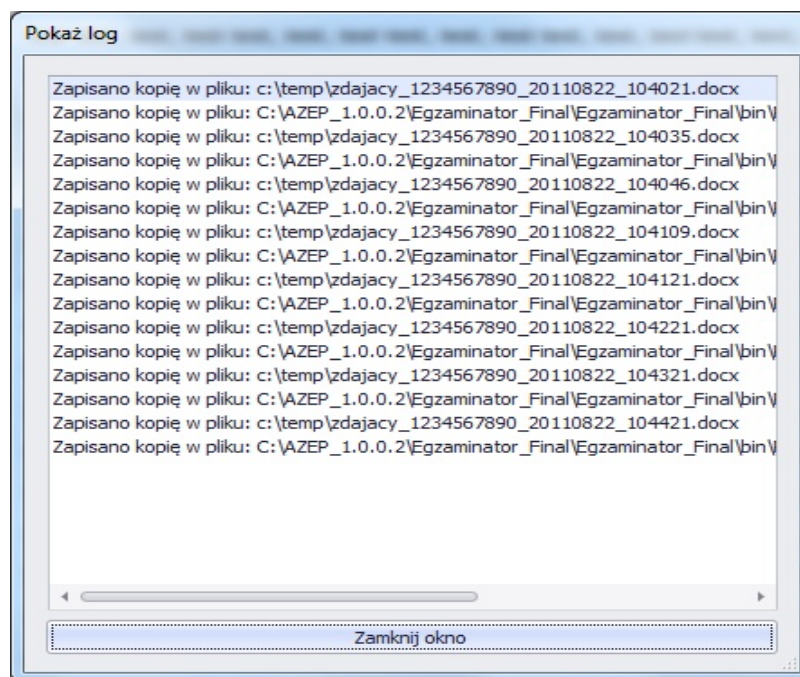 Pokaż log
Zapisano kopię w pliku: c:\temp\zdajacy_1234567890_20110822_104021.docx
Zapisano kopię w pliku: C:\AZEP_1.0.0.2\Egzaminator_Final\Egzaminator_Final\bin\
Zapisano kopię w pliku: c:\temp\zdajacy_1234567890_20110822_104035.docx
Zapisano kopię w pliku: C:\AZEP_1.0.0.2\Egzaminator_Final\Egzaminator_Final\bin\
Zapisano kopię w pliku: c:\temp\zdajacy_1234567890_20110822_104046.docx
Zapisano kopię w pliku: C:\AZEP_1.0.0.2\Egzaminator_Final\Egzaminator_Final\bin\
Zapisano kopię w pliku: c:\temp\zdajacy_1234567890_20110822_104109.docx
Zapisano kopię w pliku: C:\AZEP_1.0.0.2\Egzaminator_Final\Egzaminator_Final\bin\
Zapisano kopię w pliku: c:\temp\zdajacy_1234567890_20110822_104121.docx
Zapisano kopię w pliku: C:\AZEP_1.0.0.2\Egzaminator_Final\Egzaminator_Final\bin\
Zapisano kopię w pliku: c:\temp\zdajacy_1234567890_20110822_104221.docx
Zapisano kopię w pliku: C:\AZEP_1.0.0.2\Egzaminator_Final\Egzaminator_Final\bin\
Zapisano kopię w pliku: c:\temp\zdajacy_1234567890_20110822_104321.docx
Zapisano kopię w pliku: C:\AZEP_1.0.0.2\Egzaminator_Final\Egzaminator_Final\bin\
Zapisano kopię w pliku: c:\temp\zdajacy_1234567890_20110822_104421.docx
Zapisano kopię w pliku: C:\AZEP_1.0.0.2\Egzaminator_Final\Egzaminator_Final\bin\
Zamknij okno